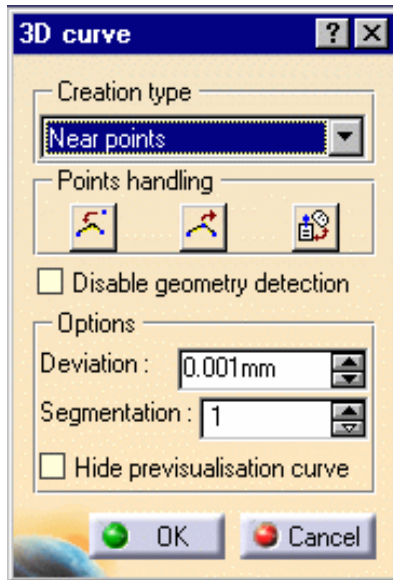 3D curve ?
Creation type
Near points
Points handling
Disable geometry detection
Options
Deviation : 0.001mm
Segmentation : 1
Hide previsualisation curve
OK Cancel